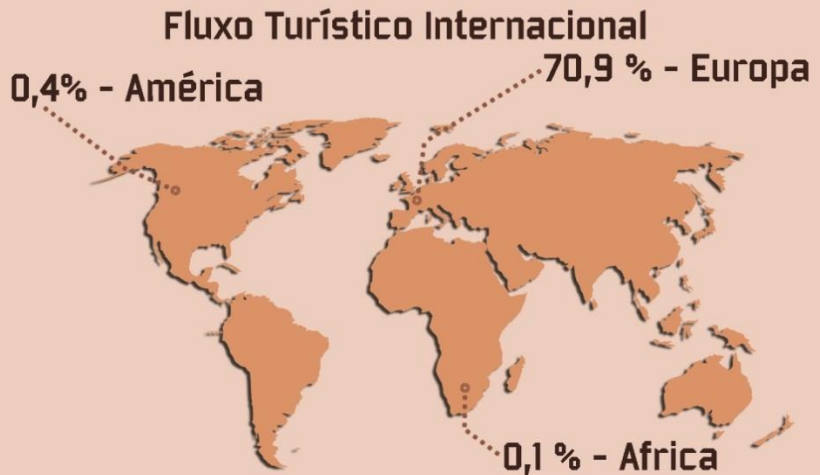 Fluxo Turístico Internacional
70,9 % - Europa
0,4% - América
0,1 % - Africa